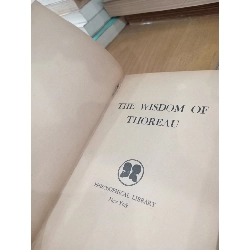 THE WISDOM OF
THOREAU
PHILOSOPHICAL LIBRARY
New York